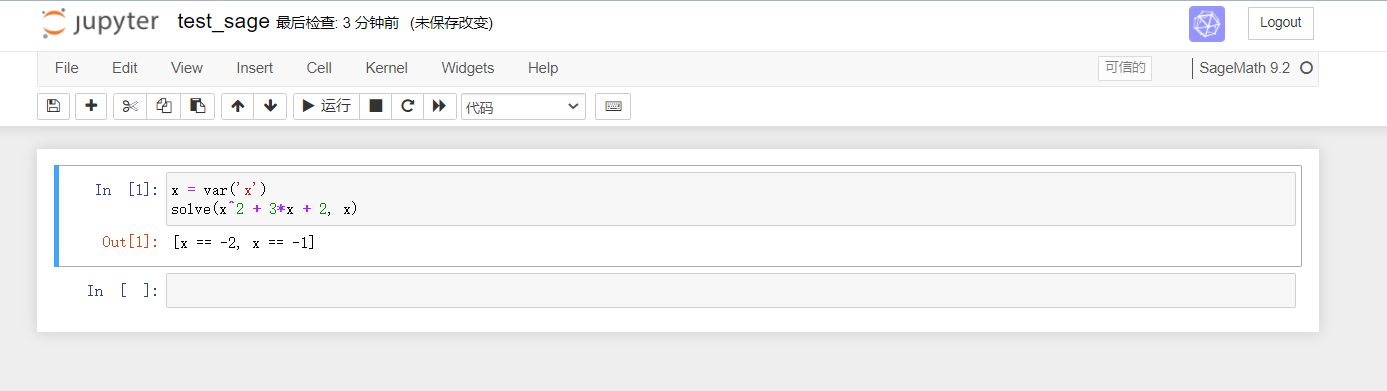 jupyter test_sage 最后检查: 3 分钟前 (未保存改变) Logout
File Edit View Insert Cell Kernel Widgets Help 可信的 SageMath 9.2
运行 代码
In [1]: x = var('x')
solve(x^2 + 3*x + 2, x)
Out[1]: [x == -2, x == -1]
In [ ]: